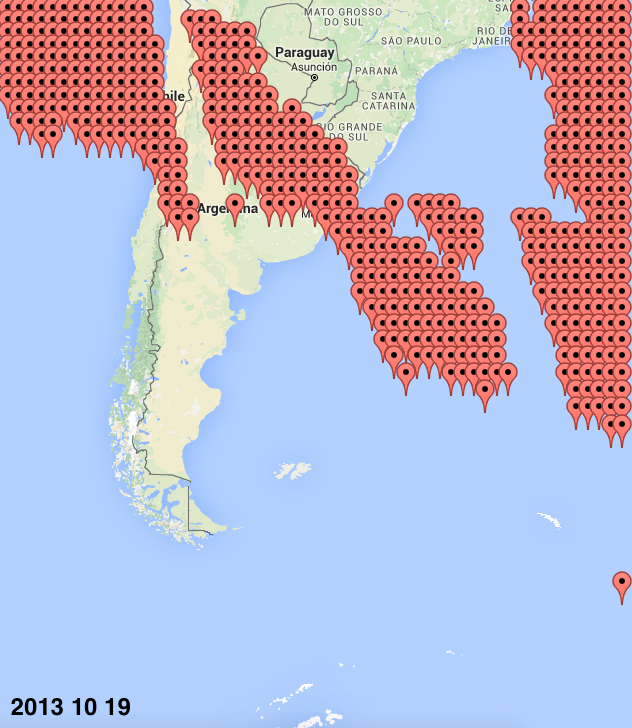 MATO GROSSO
DO SUL
Paraguay
Asunción
SÃO PAULO
RIO DE
JANEIRO
PARANÁ
SANTA
CATARINA
RIO GRANDE
DO SUL
Argentina
2013 10 19